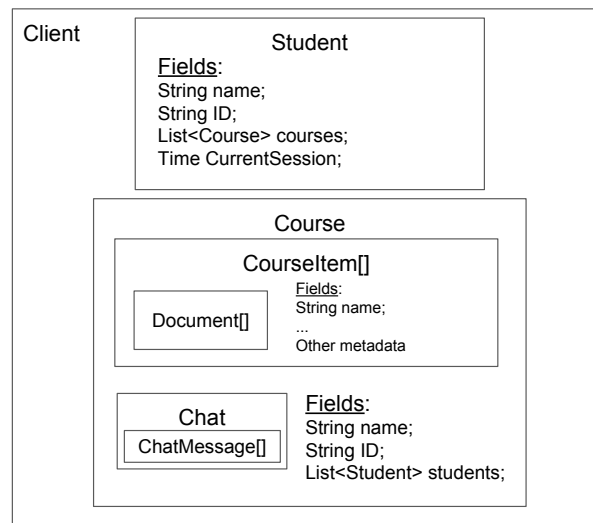 Client
Student
Fields:
String name;
String ID;
List<Course> courses;
Time CurrentSession;
Course
CourseItem[]
Document[]
Fields:
String name;
...
Other metadata
Chat
ChatMessage[]
Fields:
String name;
String ID;
List<Student> students;